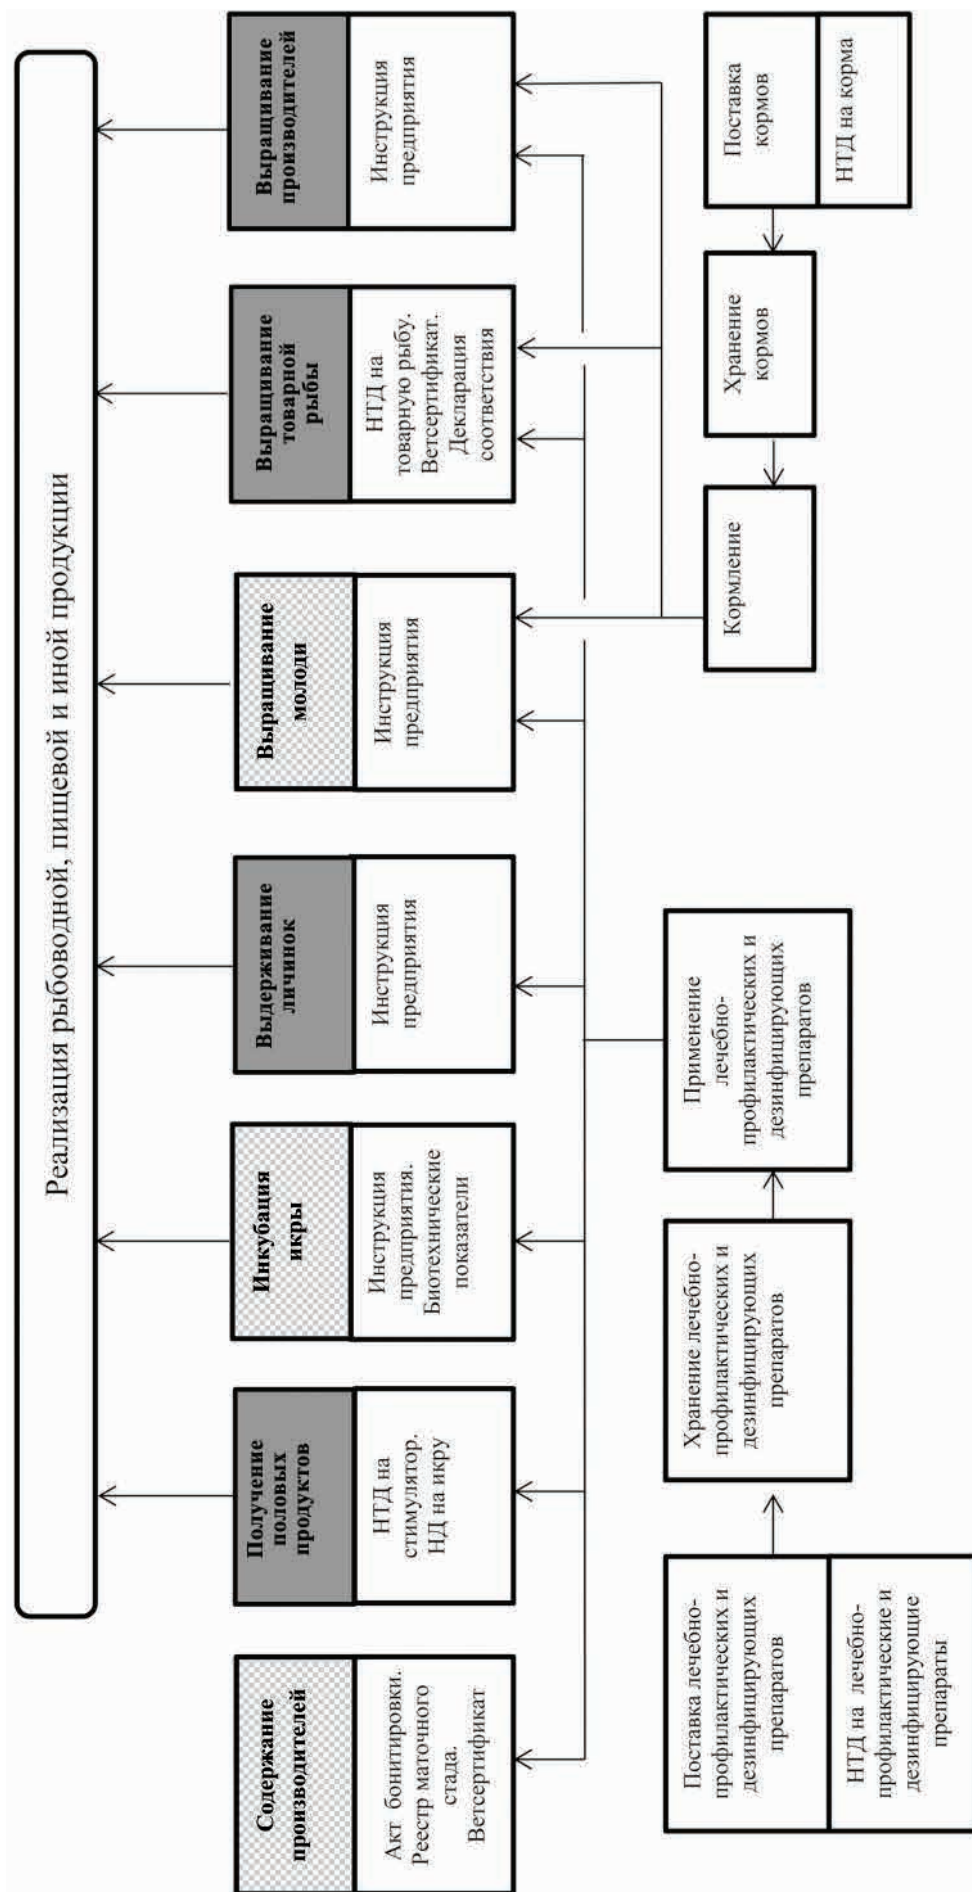 Реализация рыбоводной, пищевой и иной продукции
Содержание
производителей
Акт бонитировки.
Реестр маточного
стада.
Ветсертификат
Получение
половых
продуктов
НТД на
стимулятор.
НД на икру
Инкубация
икры
Инструкция
предприятия.
Биотехнические
показатели
Выдерживание
личинок
Инструкция
предприятия
Выращивание
молоди
Инструкция
предприятия
Выращивание
товарной
рыбы
НТД на
товарную рыбу.
Ветсертификат.
Декларация
соответствия
Выращивание
производителей
Инструкция
предприятия
Поставка лечебно-
профилактических и
дезинфицирующих
препаратов
НТД на лечебно-
профилактические и
дезинфицирующие
препараты
Хранение лечебно-
профилактических и
дезинфицирующих
препаратов
Применение
лечебно-
профилактических и
дезинфицирующих
препаратов
Кормление
Хранение
кормов
Поставка
кормов
НТД на корма